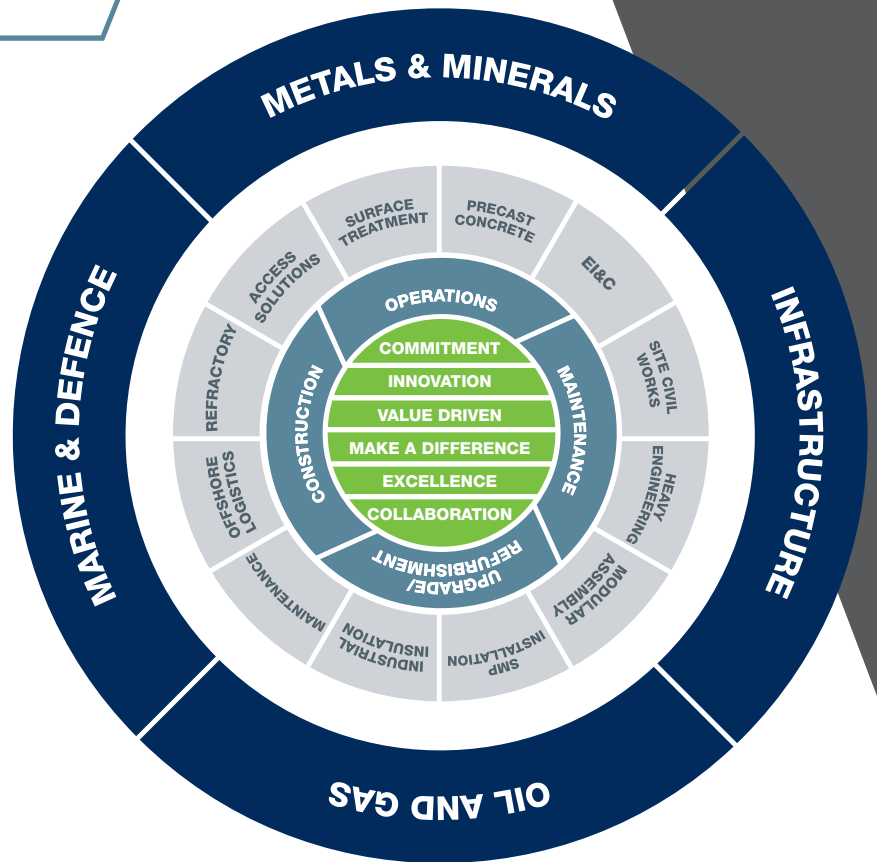 METALS & MINERALS
INFRASTRUCTURE
OIL AND GAS
MARINE & DEFENCE
SURFACE
TREATMENT
PRECAST
CONCRETE
EI&C
SITE CIVIL
WORKS
HEAVY
ENGINEERING
MODULAR
ASSEMBLY
SMP
INSTALLATION
INDUSTRIAL
INSULATION
MAINTENANCE
OFFSHORE
LOGISTICS
REFRACTORY
ACCESS
SOLUTIONS
OPERATIONS
MAINTENANCE
UPGRADE/
REFURBISHMENT
CONSTRUCTION
COMMITMENT
INNOVATION
VALUE DRIVEN
MAKE A DIFFERENCE
EXCELLENCE
COLLABORATION